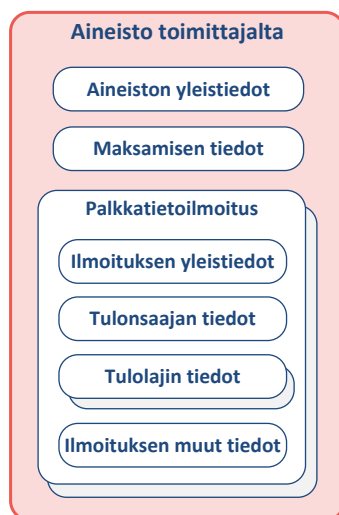 Aineisto toimittajalta
Aineiston yleistiedot
Maksamisen tiedot
Palkkatietoilmoitus
Ilmoituksen yleistiedot
Tulonsaajan tiedot
Tulolajin tiedot
Ilmoituksen muut tiedot